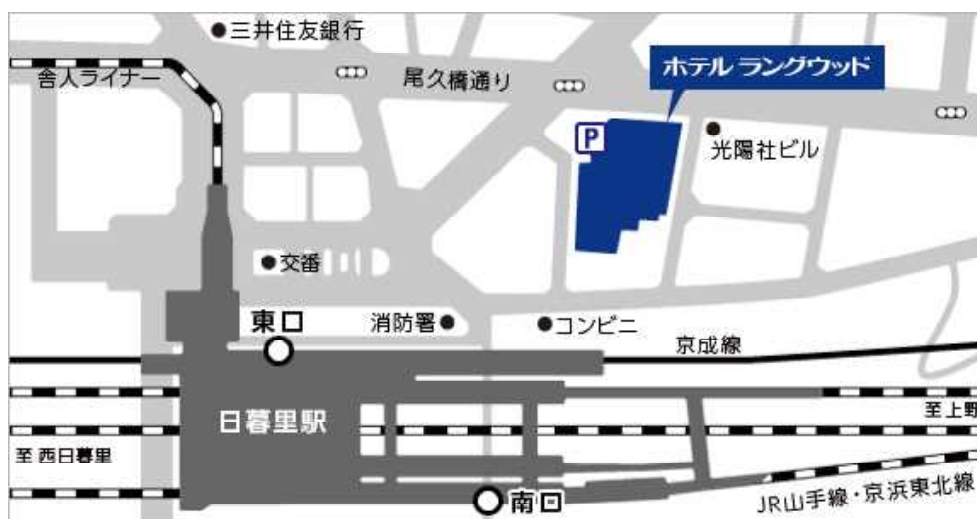 三井住友銀行
舎人ライナー
尾久橋通り
ホテル ラングウッド
P
光陽社ビル
交番
東口
消防署
コンビニ
京成線
日暮里駅
至上野
至西日暮里
南口
JR山手線・京浜東北線